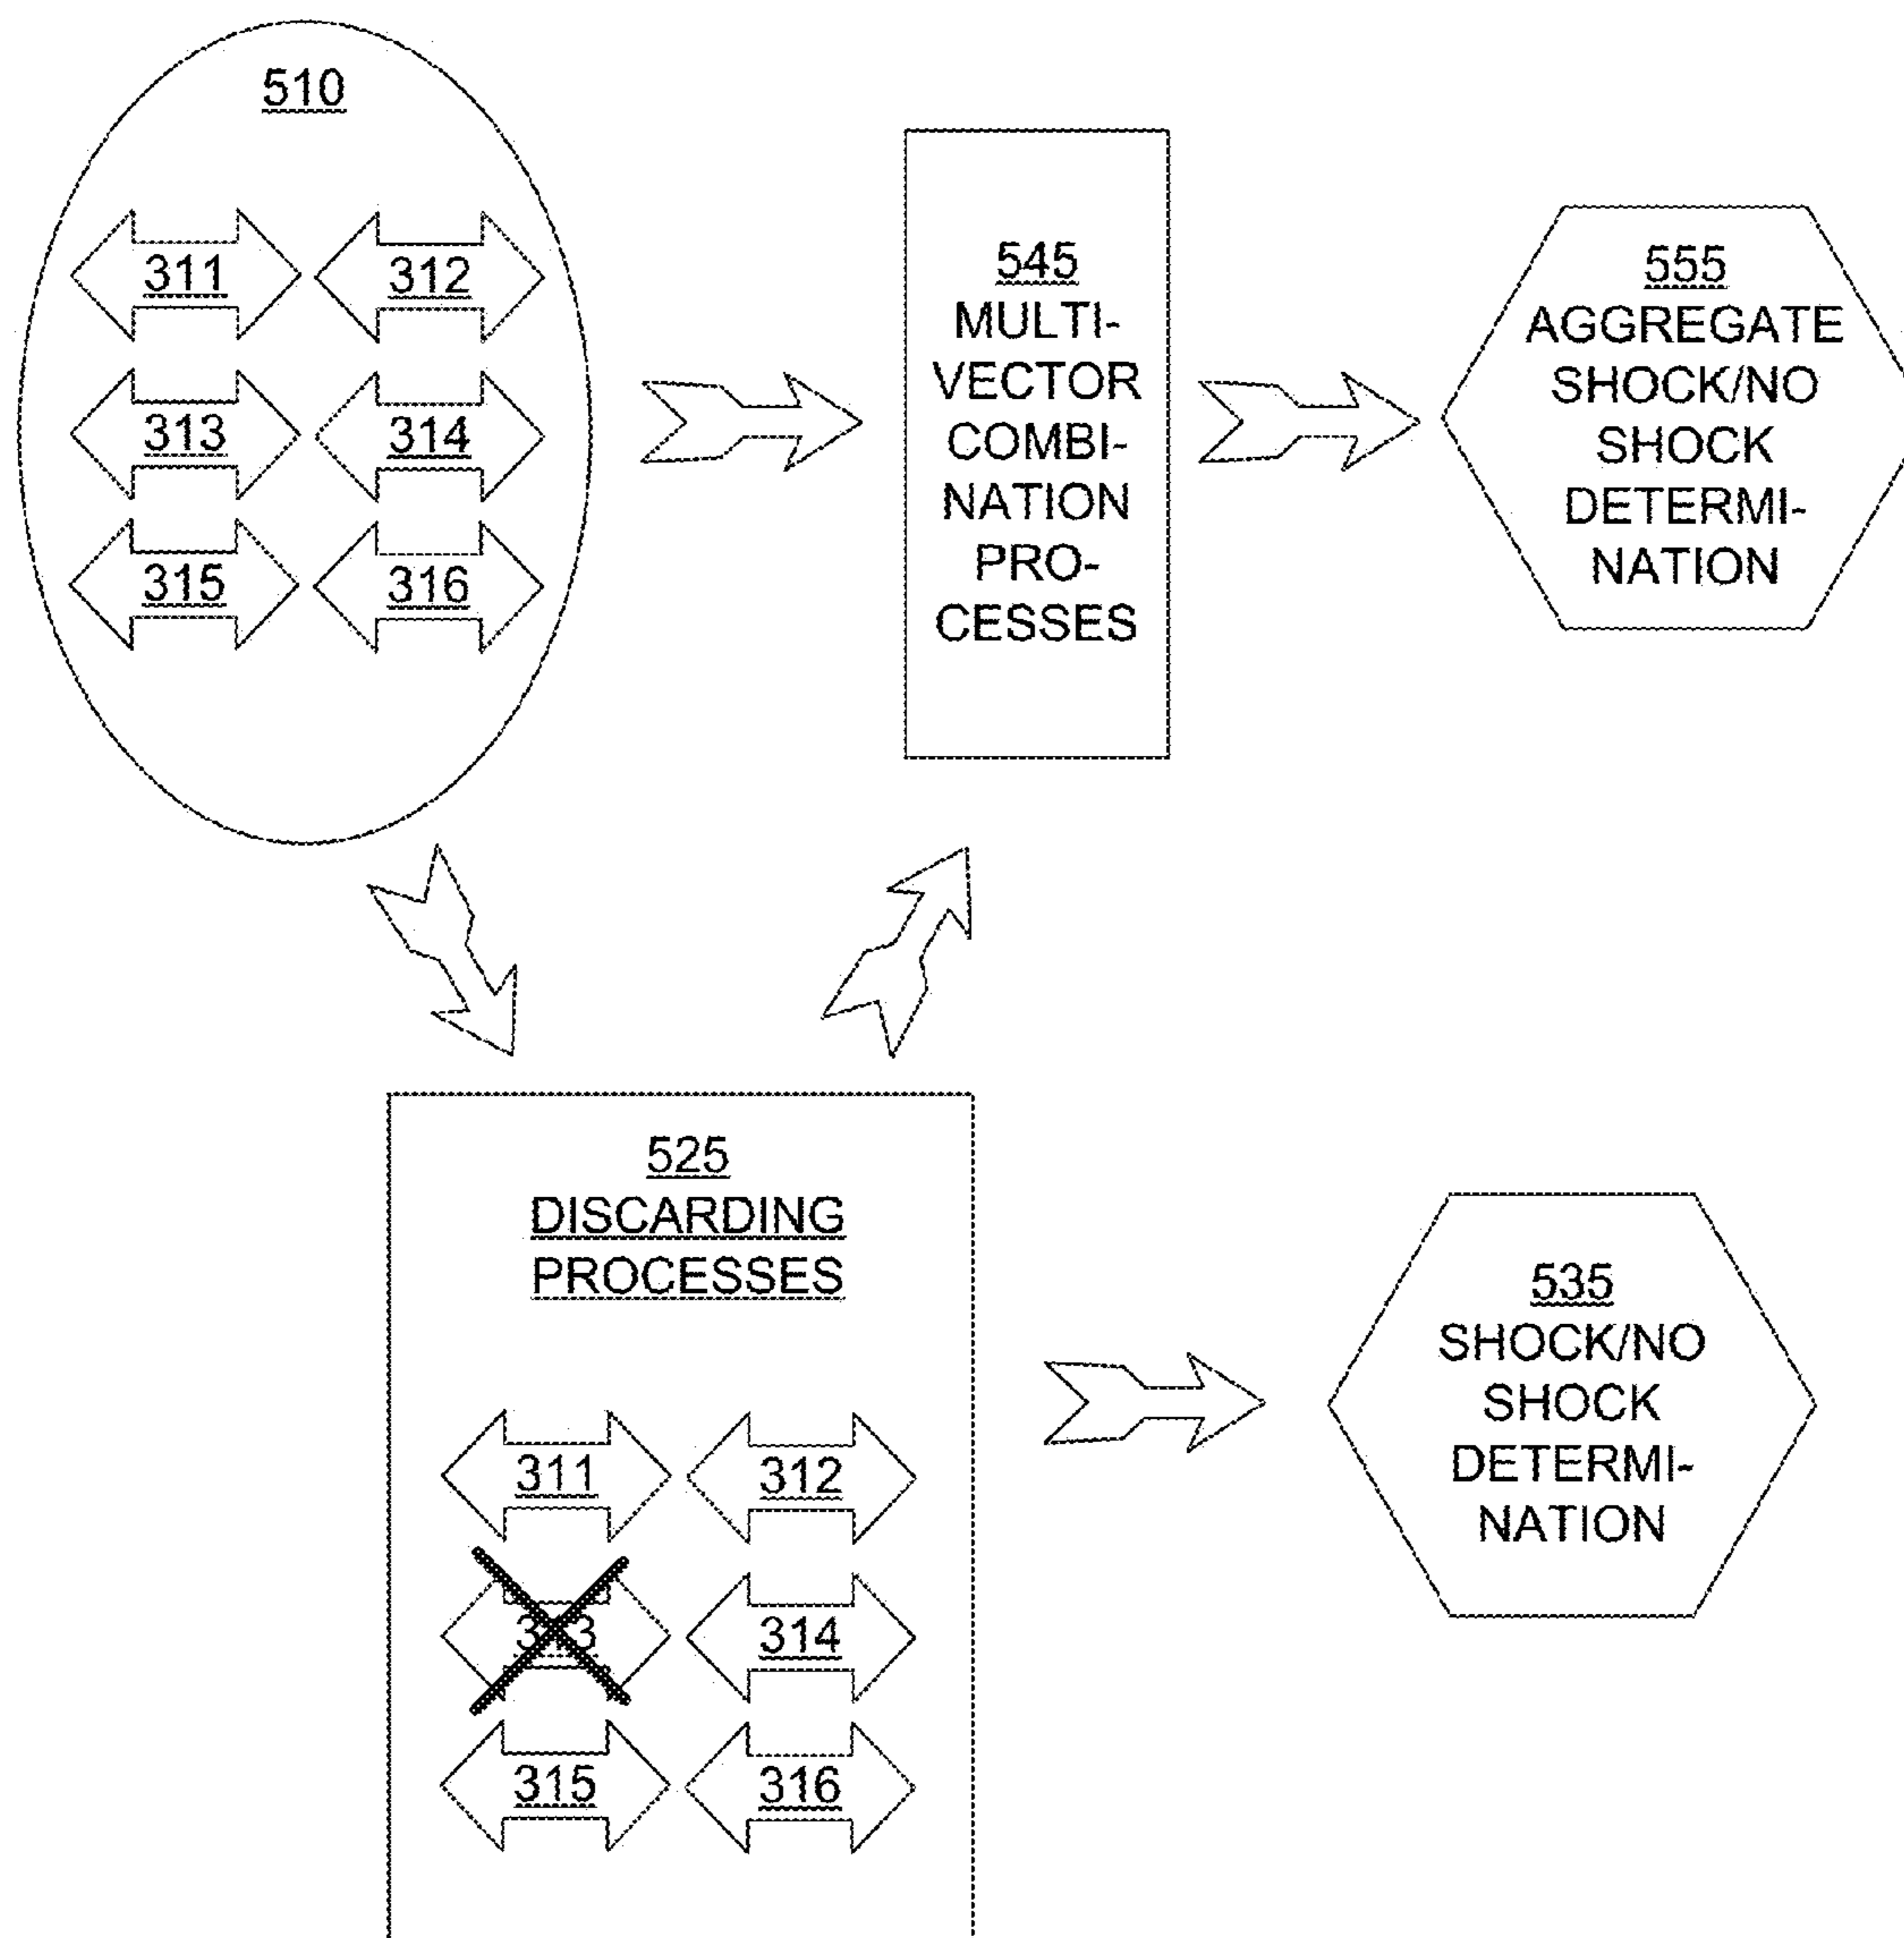 510
311 312
313 314
315 316
545
MULTI-
VECTOR
COMBI-
NATION
PRO-
CESSES
555
AGGREGATE
SHOCK/NO
SHOCK
DETERMI-
NATION
525
DISCARDING
PROCESSES
311 312
313 314
315 316
535
SHOCK/NO
SHOCK
DETERMI-
NATION